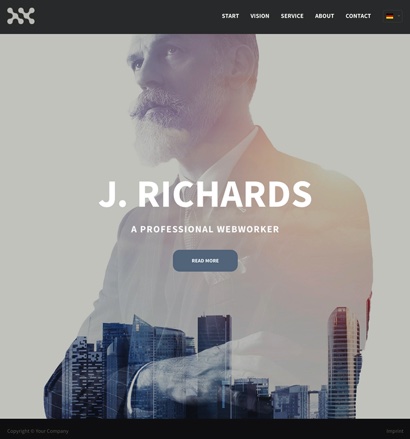 START VISION SERVICE ABOUT CONTACT
J. RICHARDS
A PROFESSIONAL WEBWORKER
READ MORE
Copyright © Your Company
Imprint